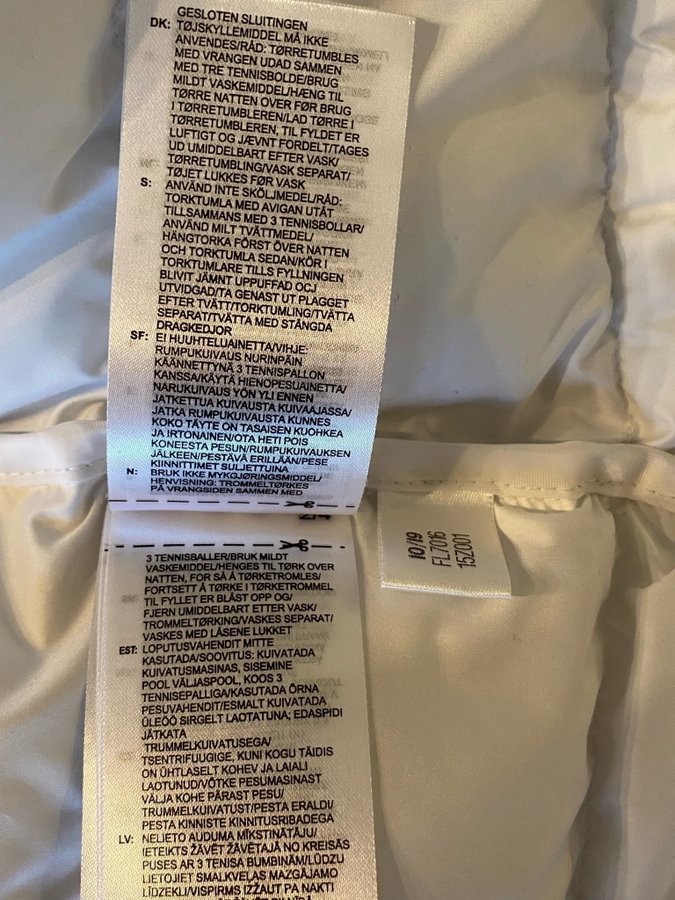 GESLOTEN SLUITINGEN
DK: TØJSKYLLEMIDDEL MÅ IKKE
ANVENDES/RÅD: TØRRETUMBLES
MED VRANGEN UDAD SAMMEN
MED TRE TENNISBOLDE/BRUG
MILDT VASKEMIDDEL/HÆNG TIL
TØRRE NATTEN OVER FØR BRUG
I TØRRETUMBLEREN/LAD TØRRE I
TØRRETUMBLEREN, TIL FYLDET ER
LUFTIGT OG JÆVNT FORDELT/TAGES
UD UMIDDELBART EFTER VASK/
TØRRETUMBLING/VASK SEPARAT/
TØJET LUKKES FØR VASK
S: ANVÄND INTE SKÖLJMEDEL/RÅD:
TORKTUMLA MED AVIGAN UTÅT
TILLSAMMANS MED 3 TENNISBOLLAR/
ANVÄND MILT TVÄTTMEDEL/
HÄNGTORKA FÖRST ÖVER NATTEN
OCH TORKTUMLA SEDAN/KÖR I
TORKTUMLARE TILLS FYLLNINGEN
BLIVIT JÄMNT UPPUFFAD OCJ
UTVIDGAD/TA GENAST UT PLAGGET
EFTER TVÄTT/TORKTUMLING/TVÄTTA
SEPARAT/TVÄTTA MED STÄNGDA
DRAGKEDJOR
SF: EI HUUHTELUAINETTA/VIHJE:
RUMPUKUIVAUS NURINPÄIN
KÄÄNNETTYNÄ 3 TENNISPALLON
KANSSA/KÄYTÄ HIENOPESUAINETTA/
NARUKUIVAUS YÖN YLI ENNEN
JATKETTUA KUIVAUSTA KUIVAAJASSA/
JATKA RUMPUKUIVAUSTA KUNNES
KOKO TÄYTE ON TASAISEN KUOHKEA
JA IRTONAINEN/OTA HETI POIS
KONEESTA PESUN/RUMPUKUIVAUKSEN
JÄLKEEN/PESTÄVÄ ERILLÄÄN/PESE
KIINNITTIMET SULJETTUINA
N: BRUK IKKE MYKGJØRINGSMIDDEL/
HENVISNING: TROMMELTØRKES
PÅ VRANGSIDEN SAMMEN MED
2/4
10/19
FL7016
15Z001
3 TENNISBALLER/BRUK MILDT
VASKEMIDDEL/HENGES TIL TØRK OVER
NATTEN, FOR SÅ Å TØRKETROMLES/
FORTSETT Å TØRKE I TØRKETROMMEL
TIL FYLLET ER BLÅST OPP OG/
FJERN UMIDDELBART ETTER VASK/
TROMMELTØRKING/VASKES SEPARAT/
VASKES MED LÅSENE LUKKET
EST: LOPUTUSVAHENDIT MITTE
KASUTADA/SOOVITUS: KUIVATADA
KUIVATUSMASINAS, SISEMINE
POOL VÄLJASPOOL, KOOS 3
TENNISEPALLIGA/KASUTADA ÕRNA
PESUVAHENDIT/ESMALT KUIVATADA
ÜLEÖÖ SIRGELT LAOTATUNA; EDASPIDI
JÄTKATA
TRUMMELKUIVATUSEGA/
TSENTRIFUUGIGE, KUNI KOGU TÄIDIS
ON ÜHTLASELT KOHEV JA LAIALI
LAOTUNUD/VÕTKE PESUMASINAST
VÄLJA KOHE PÄRAST PESU/
TRUMMELKUIVATUST/PESTA ERALDI/
PESTA KINNISTE KINNITUSRIBADEGA
LV: NELIETO AUDUMA MĪKSTINĀTĀJU/
IETEIKTS ŽĀVĒT ŽĀVĒTĀJĀ NO KREISĀS
PUSES AR 3 TENISA BUMBIŅĀM/LŪDZU
LIETOJIET SMALKVEĻAS MAZGĀJAMO
LĪDZEKLI/VISPIRMS IZŽAUT PA NAKTI